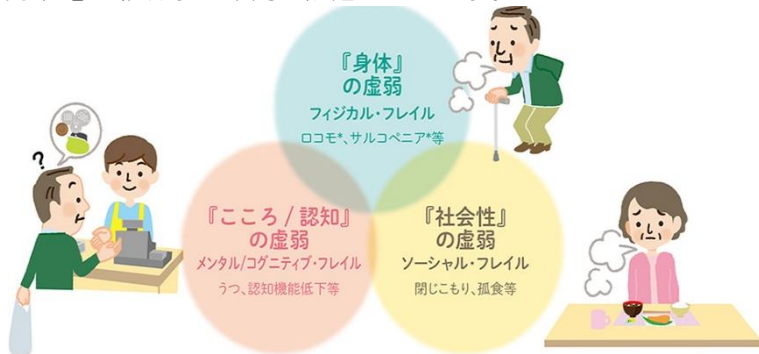 『身体』
の虚弱
フィジカル・フレイル
ロコモ*、サルコペニア*等
?
『こころ / 認知』
の虚弱
メンタル/コグニティブ・フレイル
うつ、認知機能低下等
『社会性』
の虚弱
ソーシャル・フレイル
閉じこもり、孤食等